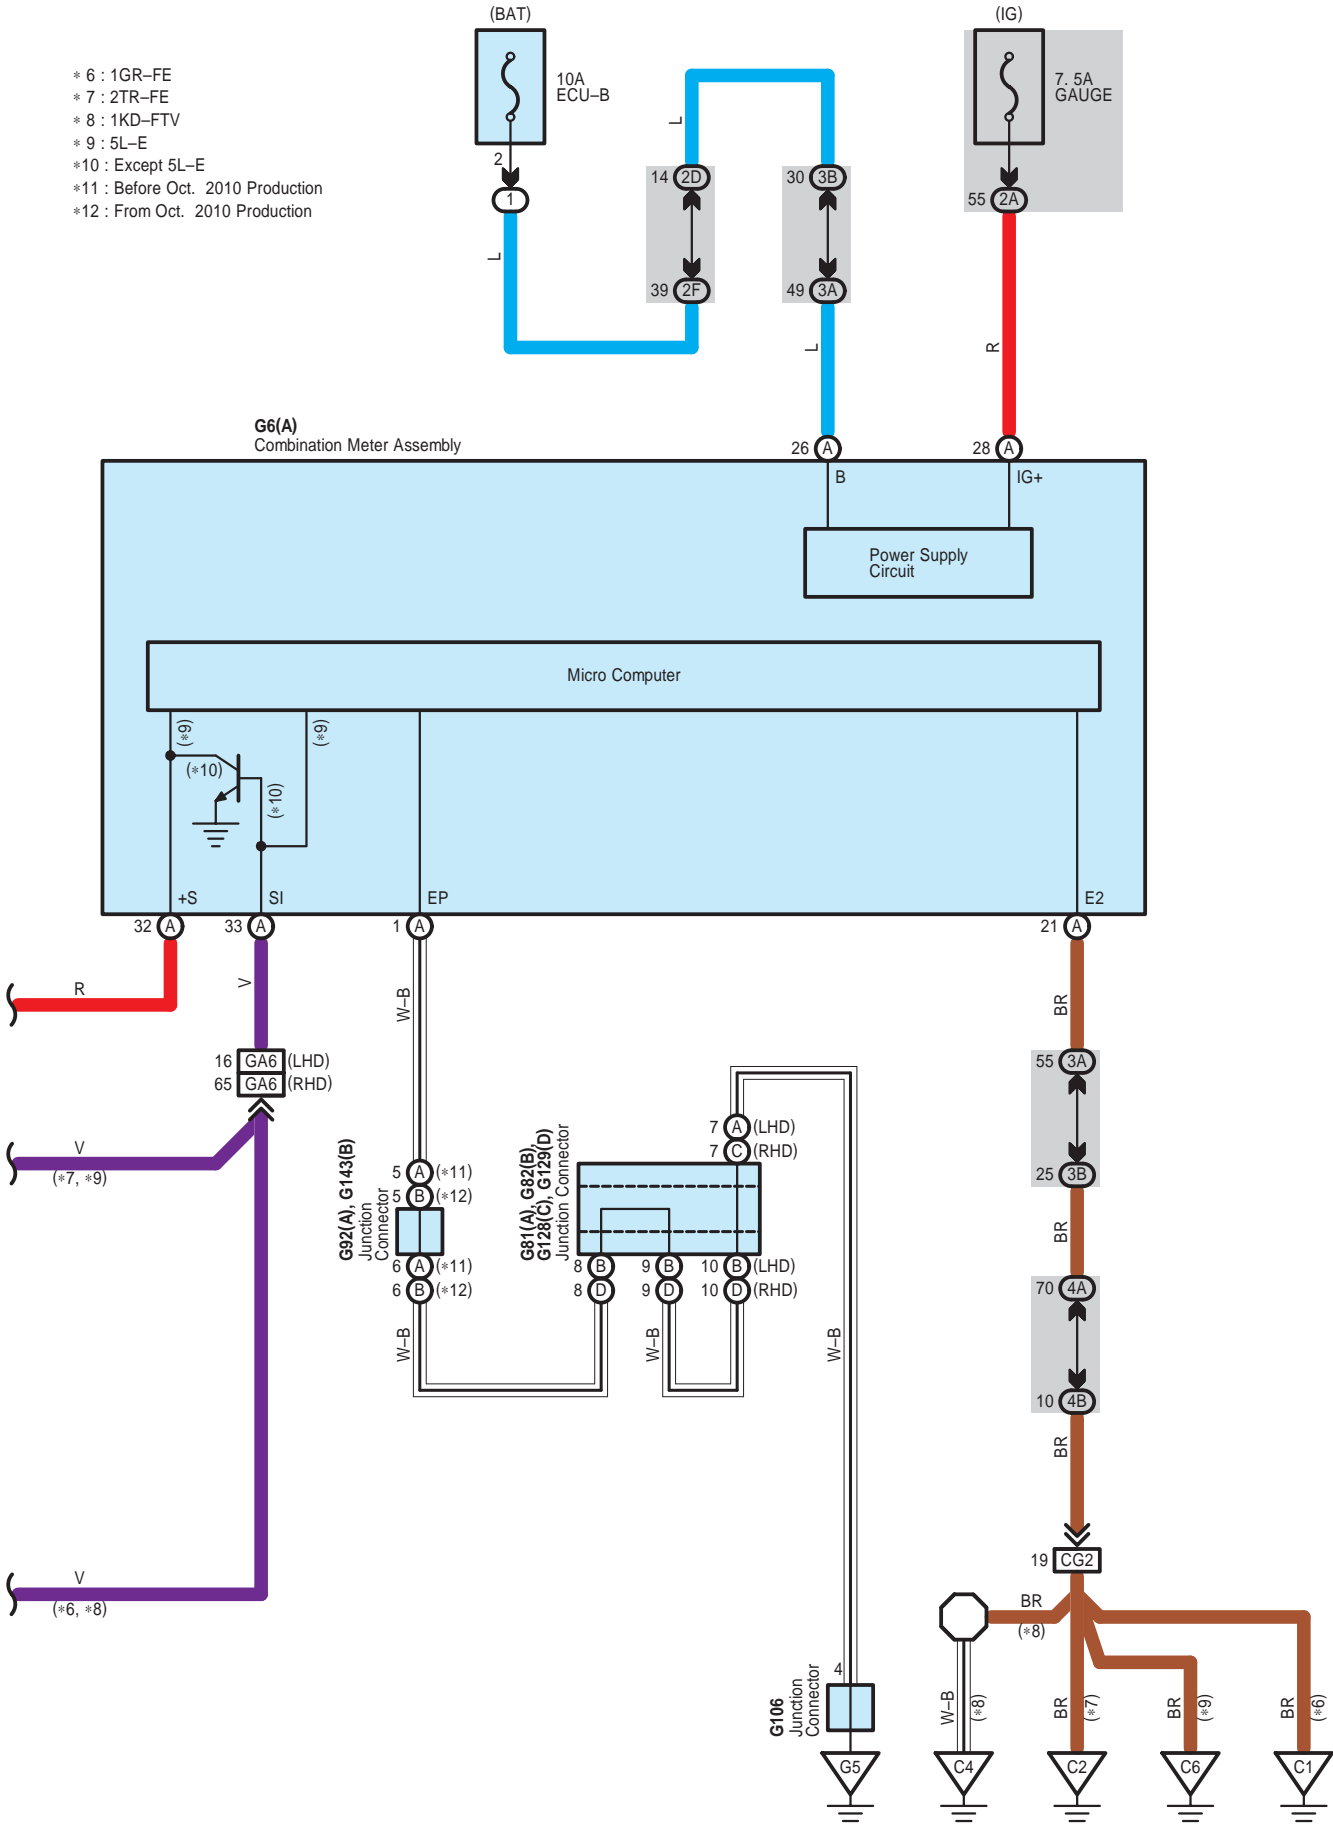 (BAT)
(IG)
* 6 : 1GR–FE
* 7 : 2TR–FE
* 8 : 1KD–FTV
* 9 : 5L–E
*10 : Except 5L–E
*11 : Before Oct. 2010 Production
*12 : From Oct. 2010 Production
10A
ECU–B
7. 5A
GAUGE
2
1
L
L
14 2D
30 3B
55 2A
39 2F
49 3A
L
R
G6(A)
Combination Meter Assembly
26 A
28 A
B
IG+
Power Supply
Circuit
Micro Computer
(*9)
(*9)
(*10)
(*10)
+S
SI
EP
E2
32 A
33 A
1 A
21 A
R
V
W–B
BR
16 GA6 (LHD)
65 GA6 (RHD)
55 3A
25 3B
V
(*7, *9)
G92(A), G143(B)
Junction
Connector
5 A (*11)
5 B (*12)
6 A (*11)
6 B (*12)
G81(A), G82(B),
G128(C), G129(D)
Junction Connector
7 A (LHD)
7 C (RHD)
8 B
9 B
10 B (LHD)
8 D
9 D
10 D (RHD)
BR
70 4A
10 4B
W–B
W–B
W–B
BR
19 CG2
V
(*6, *8)
BR
(*8)
G106
Junction
Connector
4
W–B
(*8)
BR
(*7)
BR
(*9)
BR
(*6)
G5
C4
C2
C6
C1